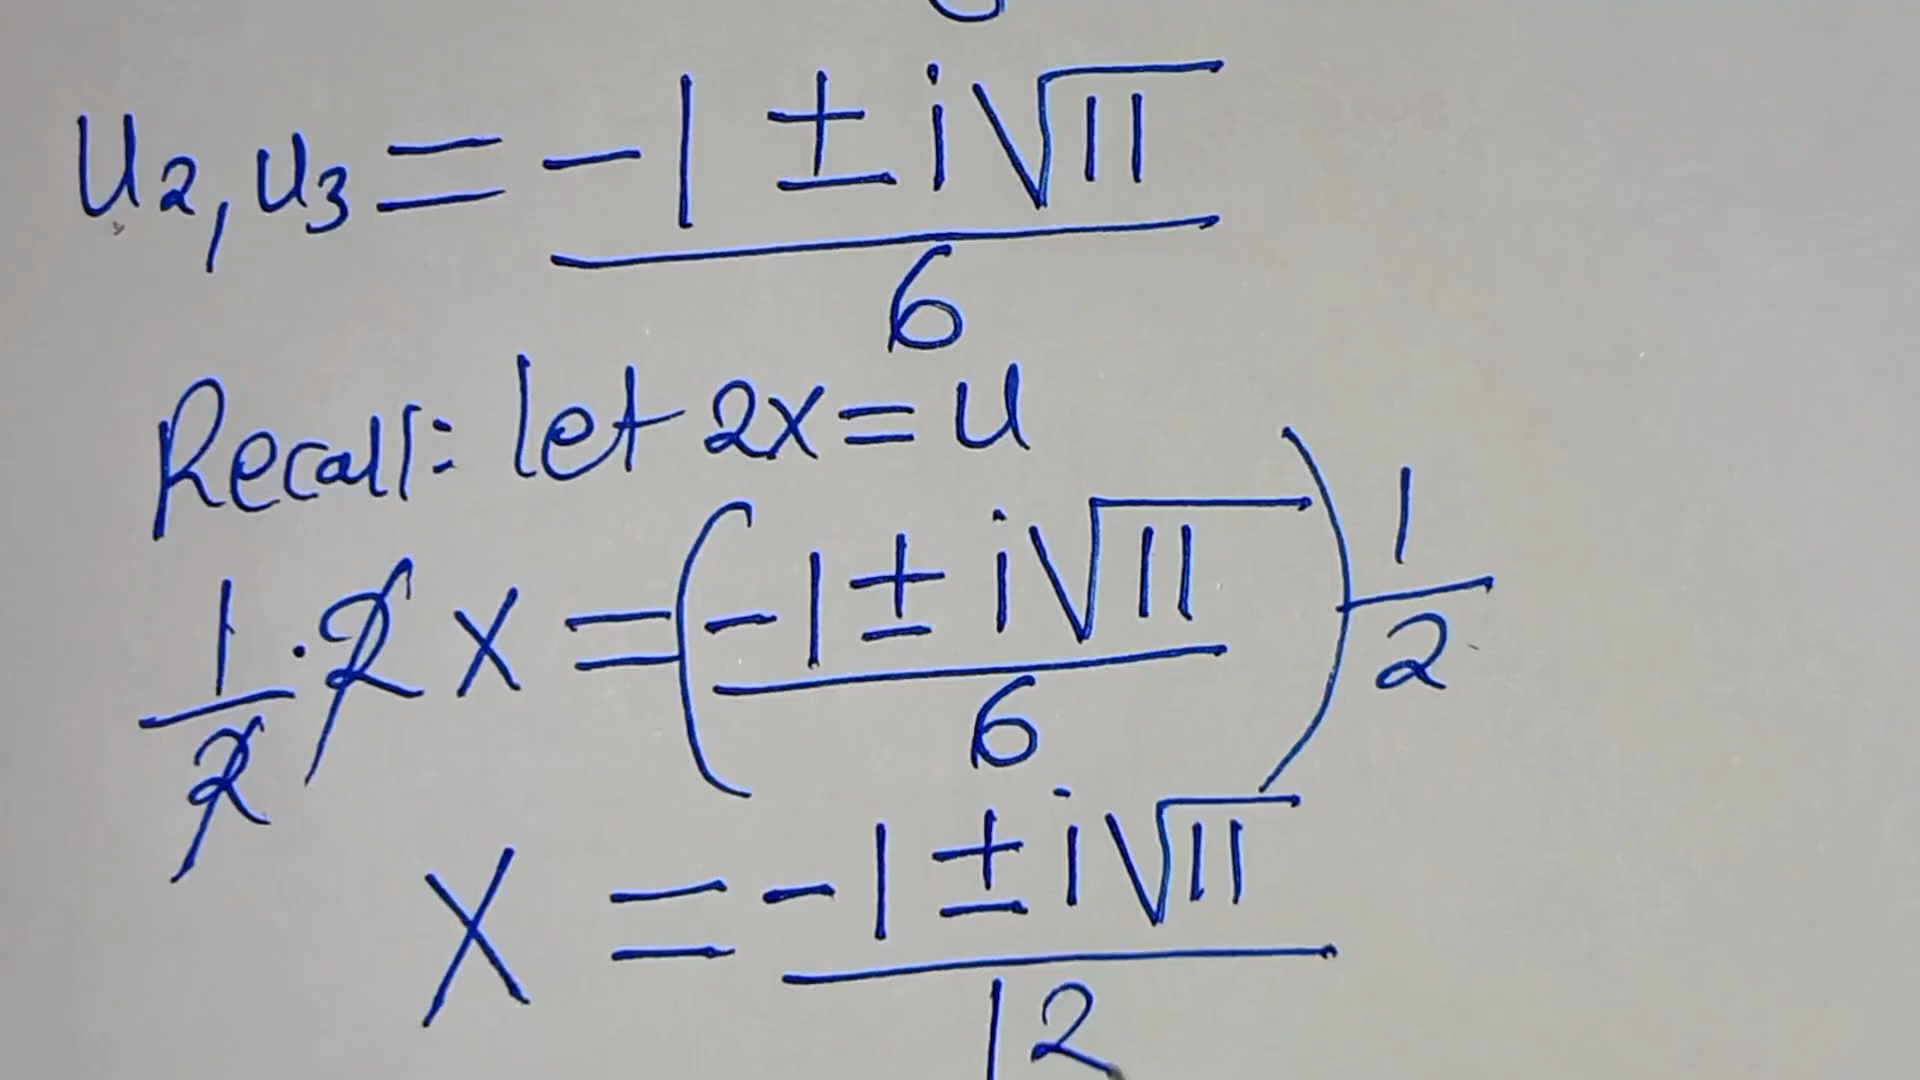 u₂, u₃ = (-1 ± i√11)/6
Recall: let 2x = u
1/2 · 2x = ((-1 ± i√11)/6) 1/2
x = (-1 ± i√11)/12